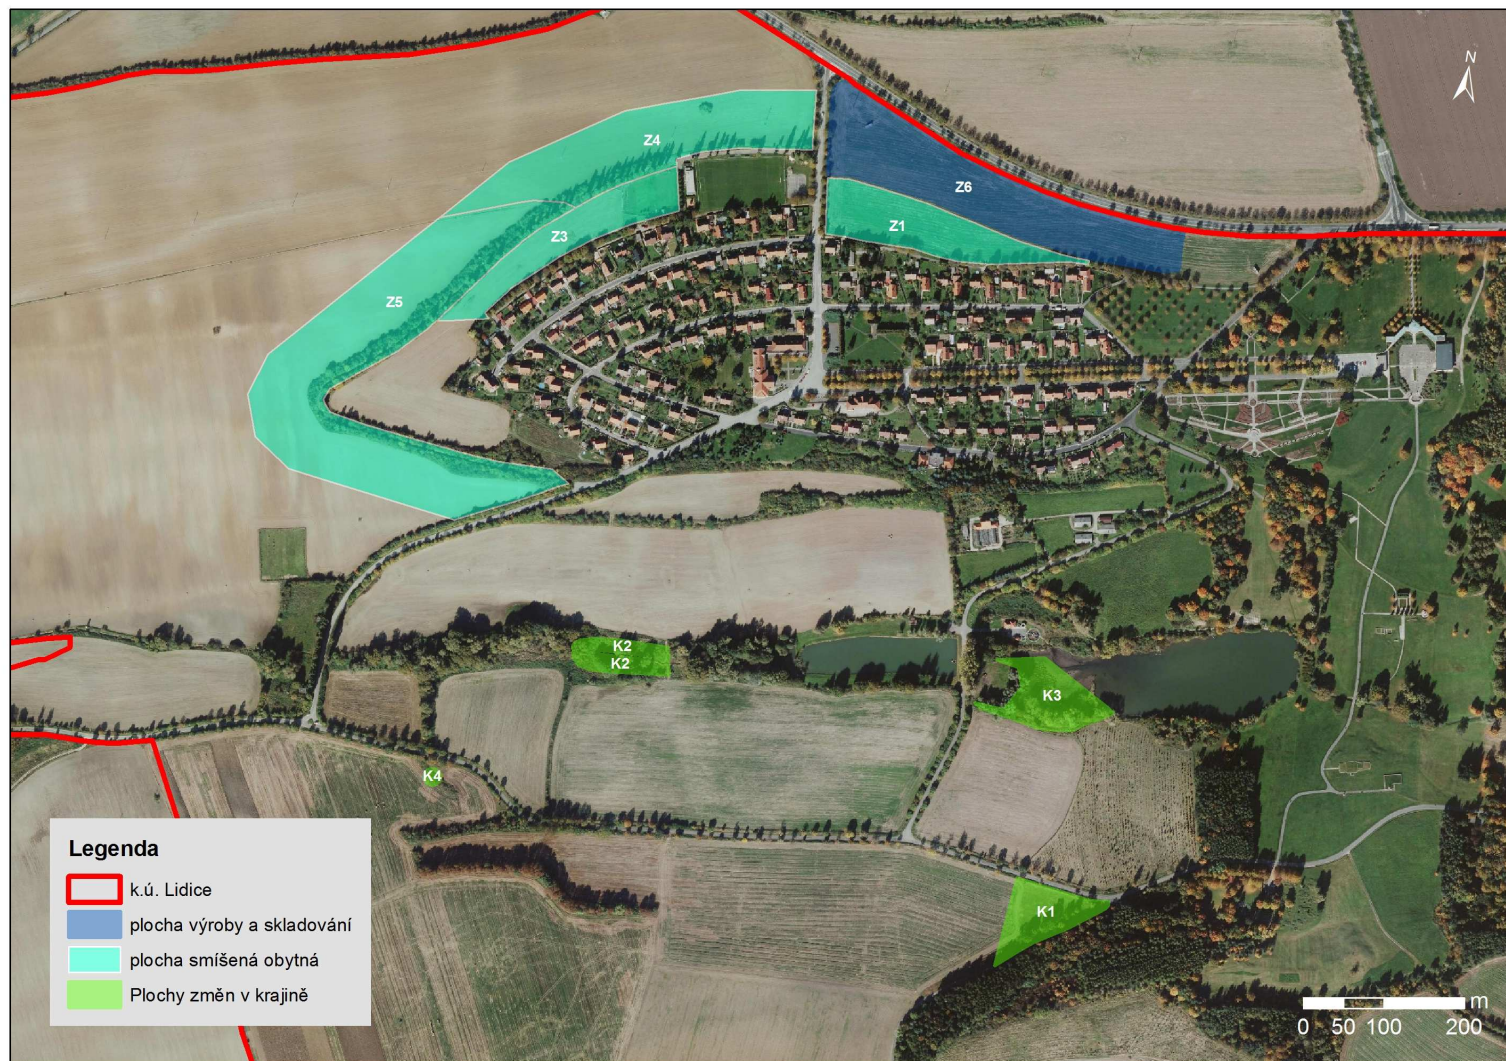 N
Z4
Z6
Z1
Z3
Z5
K2
K2
K3
K4
K1
Legenda
k.ú. Lidice
plocha výroby a skladování
plocha smíšená obytná
Plochy změn v krajině
m
0 50 100 200